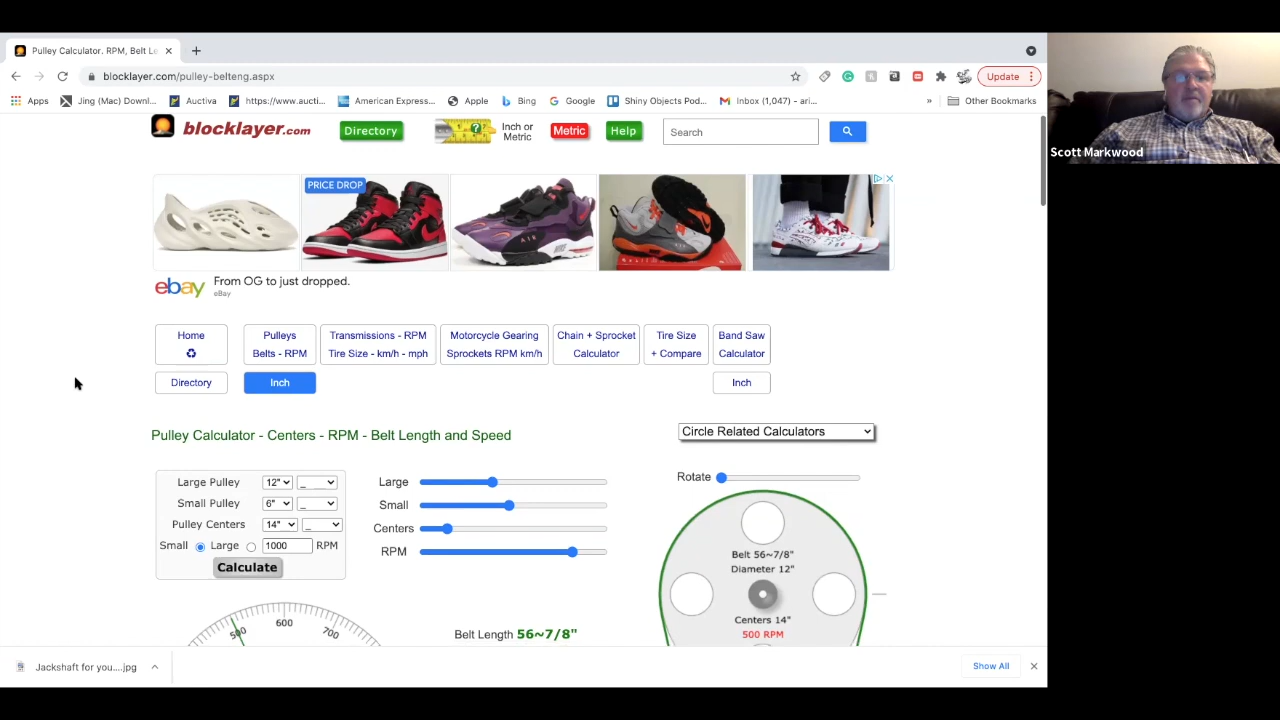 Pulley Calculator. RPM, Belt Le
blocklayer.com/pulley-belteng.aspx
Update
Apps Jing (Mac) Downl... Auctiva https://www.aucti... American Express... Apple Bing Google Shiny Objects Pod... Inbox (1,047) - ari... » Other Bookmarks
blocklayer.com Directory Inch or Metric Metric Help Search
Scott Markwood
PRICE DROP
ebay From OG to just dropped.
eBay
Home Pulleys Transmissions - RPM Motorcycle Gearing Chain + Sprocket Tire Size Band Saw
Belts - RPM Tire Size - km/h - mph Sprockets RPM km/h Calculator + Compare Calculator
Directory Inch Inch
Pulley Calculator - Centers - RPM - Belt Length and Speed Circle Related Calculators
Large Pulley 12" _ Large Rotate
Small Pulley 6" _ Small
Pulley Centers 14" _ Centers
Small Large 1000 RPM RPM
Calculate
Belt 56~7/8"
Diameter 12"
Centers 14"
500 RPM
500 600 700
Belt Length 56~7/8"
Jackshaft for you....jpg Show All